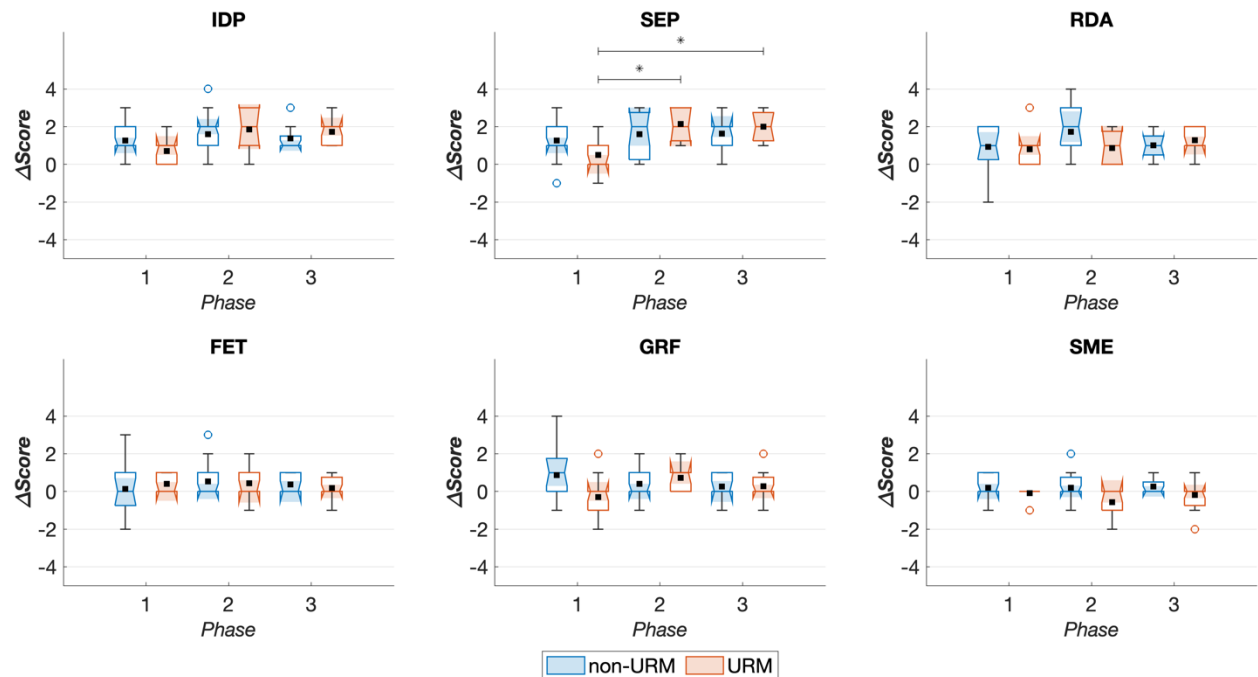 IDP
SEP
RDA
*
*
4
2
0
-2
-4
ΔScore
1 2 3
Phase
4
2
0
-2
-4
ΔScore
1 2 3
Phase
4
2
0
-2
-4
ΔScore
1 2 3
Phase
FET
GRF
SME
4
2
0
-2
-4
ΔScore
1 2 3
Phase
4
2
0
-2
-4
ΔScore
1 2 3
Phase
4
2
0
-2
-4
ΔScore
1 2 3
Phase
non-URM URM